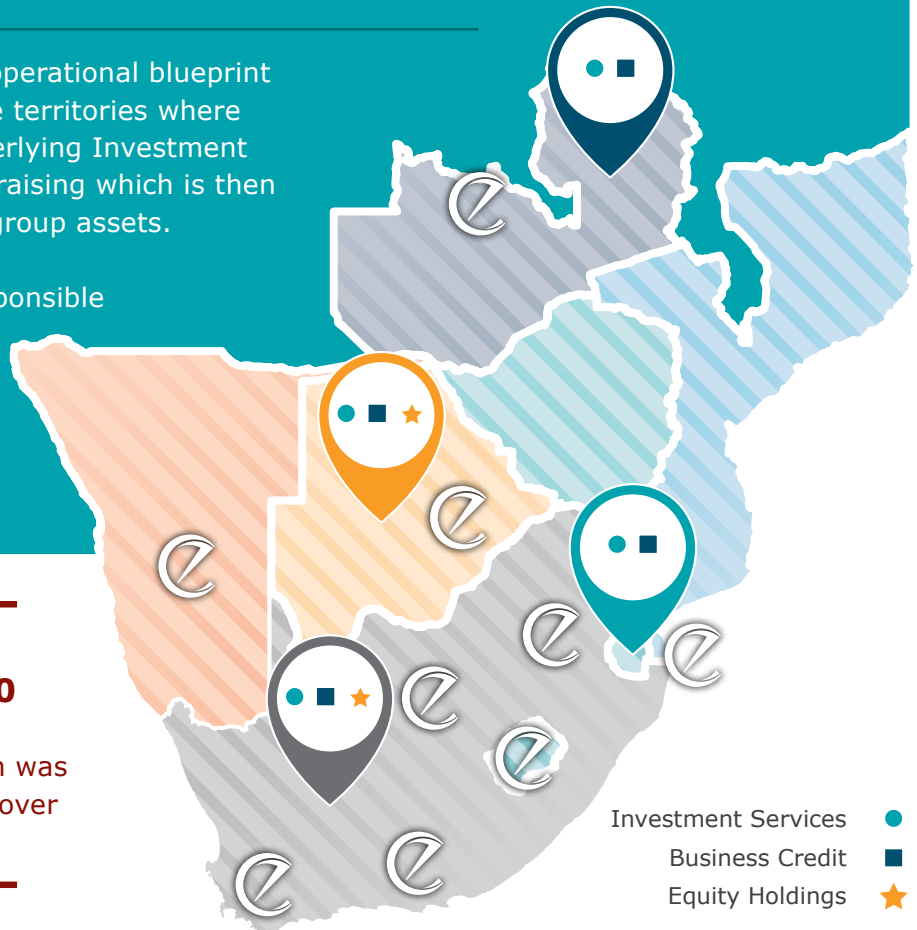 operational blueprint
e territories where
erlying Investment
raising which is then
group assets.
ponsible
0
n was
over
Investment Services
Business Credit
Equity Holdings